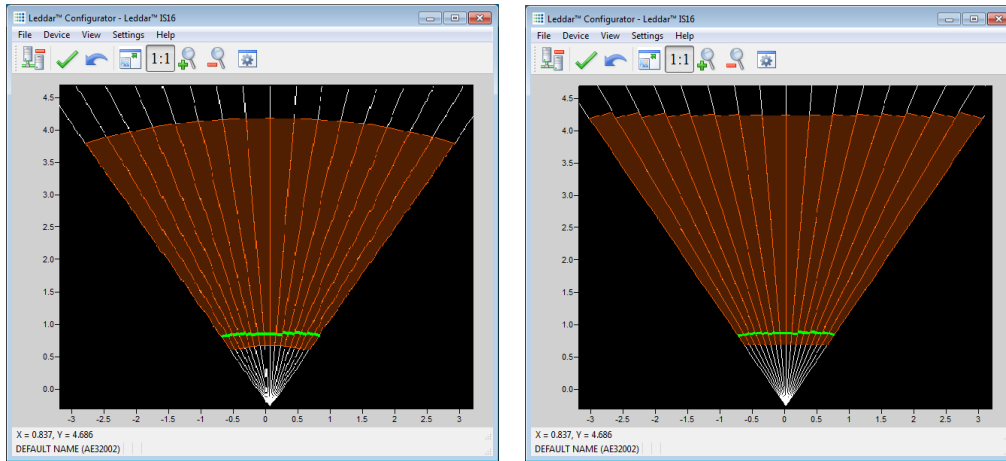 Leddar™ Configurator - Leddar™ IS16
File Device View Settings Help
1:1
4.5
4.0
3.5
3.0
2.5
2.0
1.5
1.0
0.5
0.0
-3 -2.5 -2 -1.5 -1 -0.5 0 0.5 1 1.5 2 2.5 3
X = 0.837, Y = 4.686
DEFAULT NAME (AE32002)
Leddar™ Configurator - Leddar™ IS16
File Device View Settings Help
1:1
4.5
4.0
3.5
3.0
2.5
2.0
1.5
1.0
0.5
0.0
-3 -2.5 -2 -1.5 -1 -0.5 0 0.5 1 1.5 2 2.5 3
X = 0.837, Y = 4.686
DEFAULT NAME (AE32002)